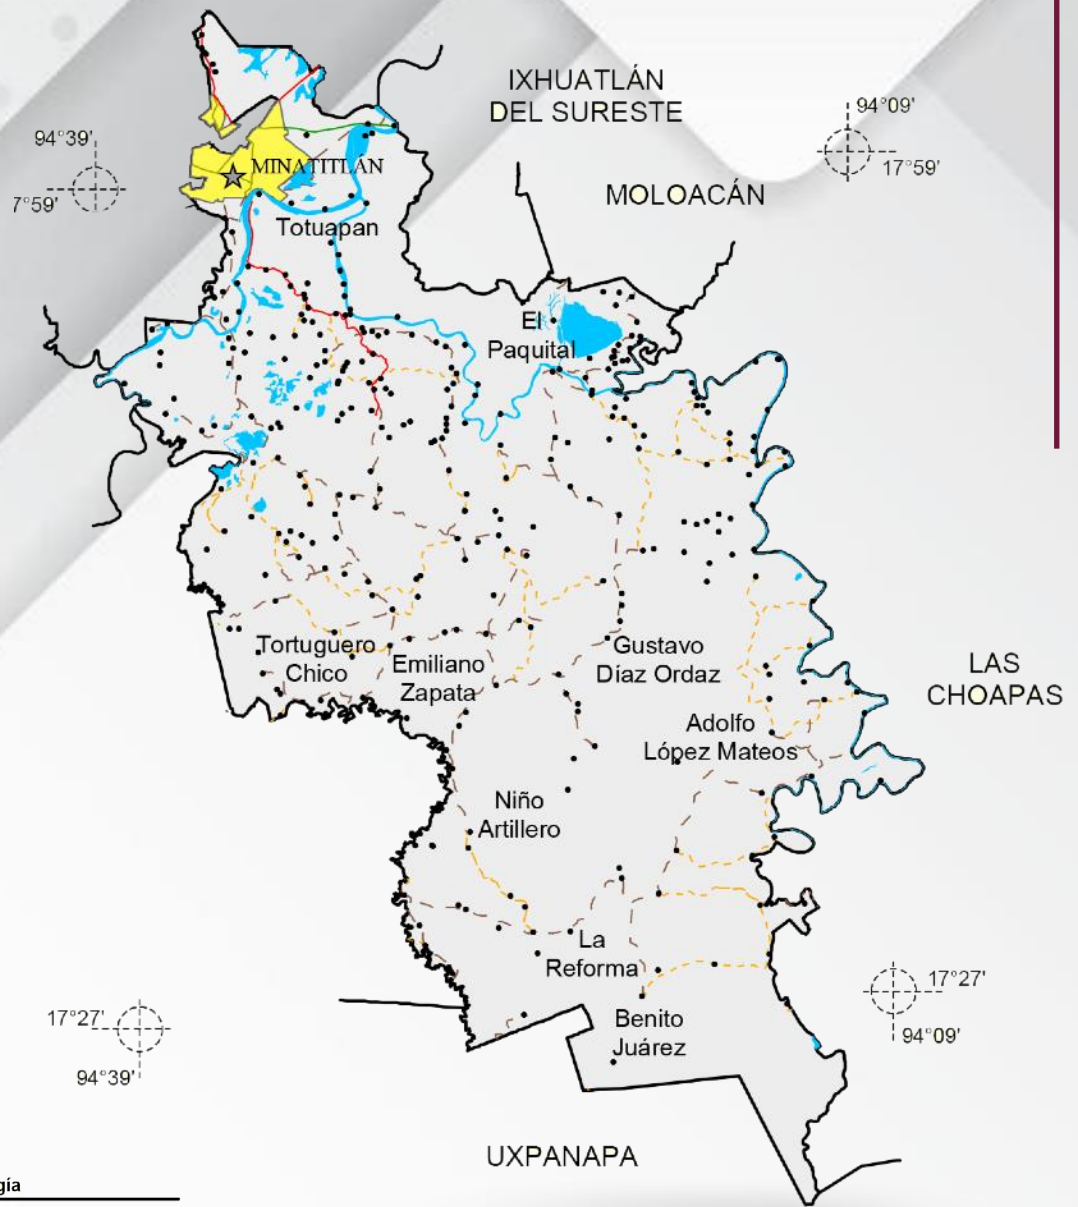 IXHUATLÁN
DEL SURESTE
94°09'
17°59'
94°39'
7°59'
MOLOACÁN
MINATITLÁN
Totuapan
El
Paquital
Tortuguero
Chico
Emiliano
Zapata
Gustavo
Díaz Ordaz
LAS
CHOAPAS
Adolfo
López Mateos
Niño
Artillero
La
Reforma
17°27'
94°09'
17°27'
94°39'
Benito
Juárez
UXPANAPA
gía